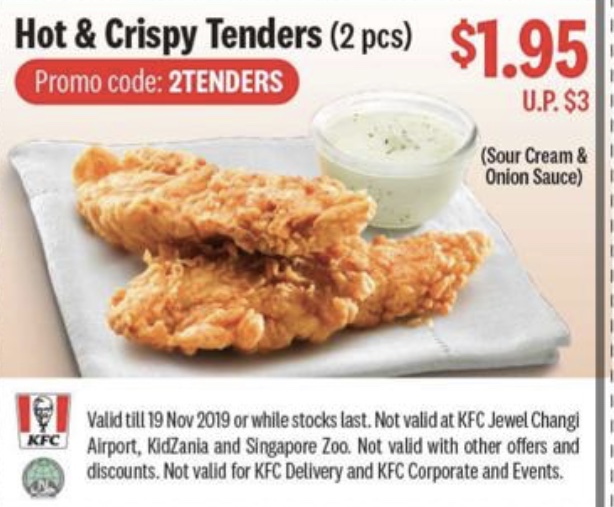 Hot & Crispy Tenders (2 pcs)
$1.95
Promo code: 2TENDERS
U.P. $3
(Sour Cream &
Onion Sauce)
KFC
Valid till 19 Nov 2019 or while stocks last. Not valid at KFC Jewel Changi
Airport, KidZania and Singapore Zoo. Not valid with other offers and
discounts. Not valid for KFC Delivery and KFC Corporate and Events.